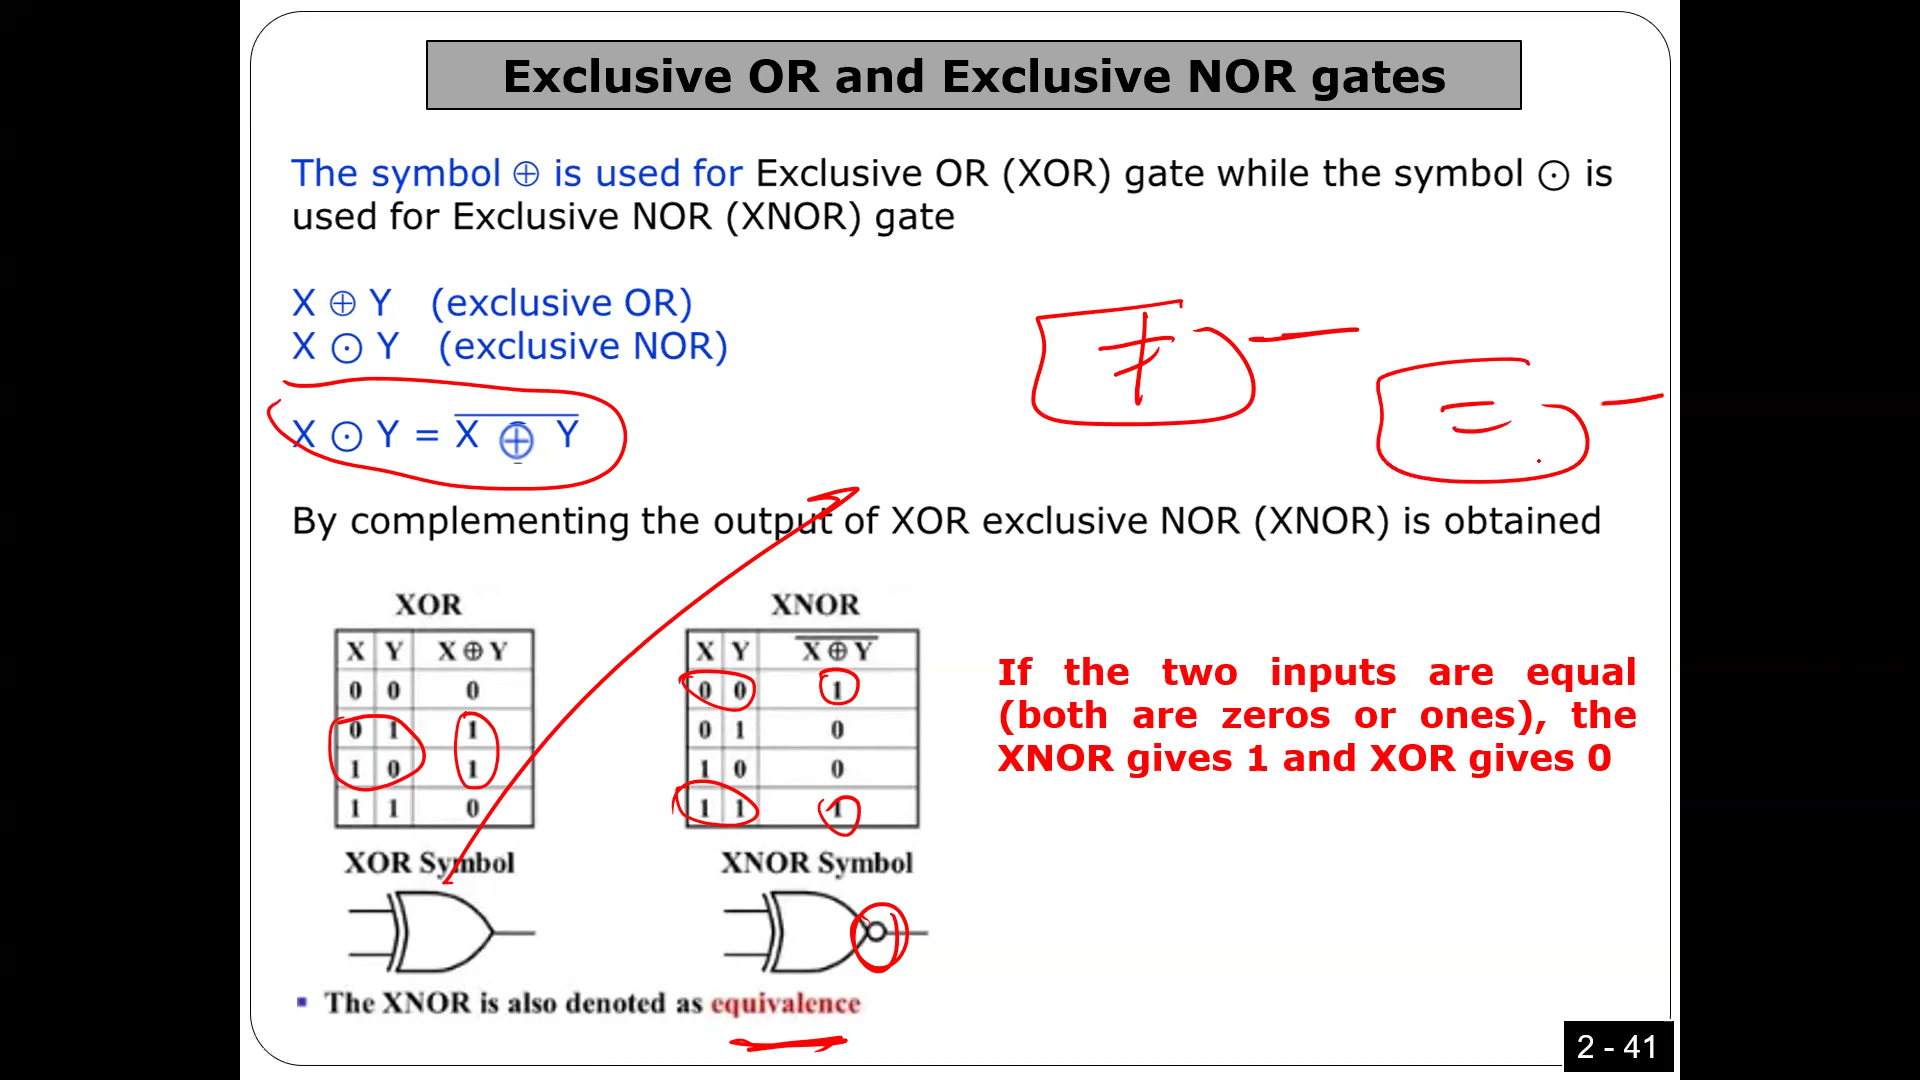 Exclusive OR and Exclusive NOR gates
The symbol ⊕ is used for Exclusive OR (XOR) gate while the symbol ⊙ is
used for Exclusive NOR (XNOR) gate
X ⊕ Y (exclusive OR)
X ⊙ Y (exclusive NOR)
≠
=
X ⊙ Y = X̅ ⊕̅ Y̅
By complementing the output of XOR exclusive NOR (XNOR) is obtained
XOR
X Y X⊕Y
0 0 0
0 1 1
1 0 1
1 1 0
XOR Symbol
XNOR
X Y X̅⊕̅Y̅
0 0 1
0 1 0
1 0 0
1 1 1
XNOR Symbol
If the two inputs are equal
(both are zeros or ones), the
XNOR gives 1 and XOR gives 0
▪ The XNOR is also denoted as equivalence
2 - 41